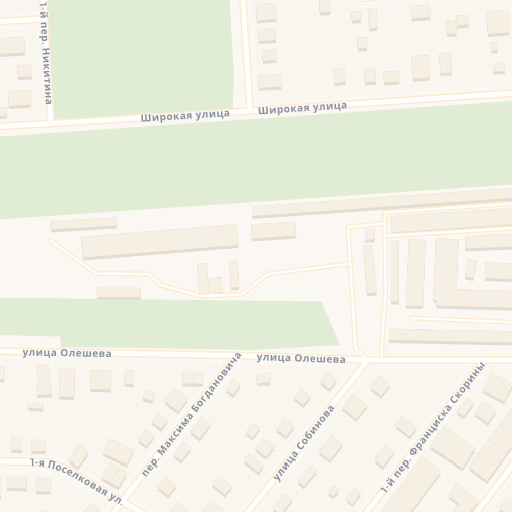 1-й пер. Никитина
Широкая улица
Широкая улица
улица Олешева
улица Олешева
пер. Максима Богдановича
улица Собинова
1-й пер. Франциска Скорины
1-я Поселковая ул.